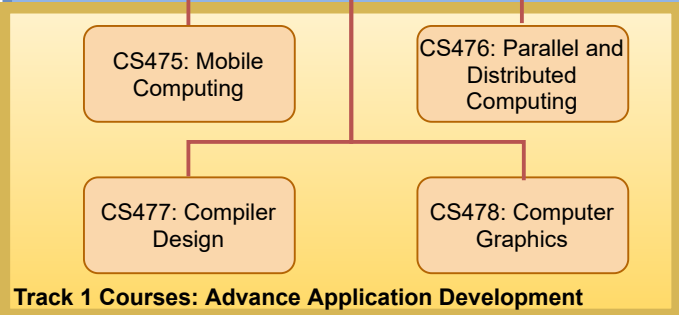 CS475: Mobile
Computing
CS476: Parallel and
Distributed
Computing
CS477: Compiler
Design
CS478: Computer
Graphics
Track 1 Courses: Advance Application Development